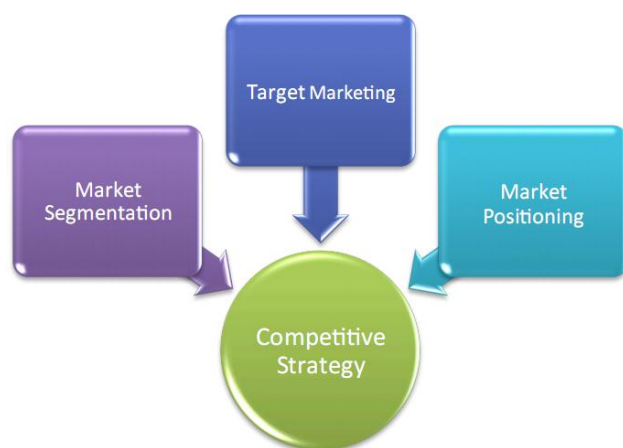 Target Marketing
Market
Segmentation
Market
Positioning
Competitive
Strategy